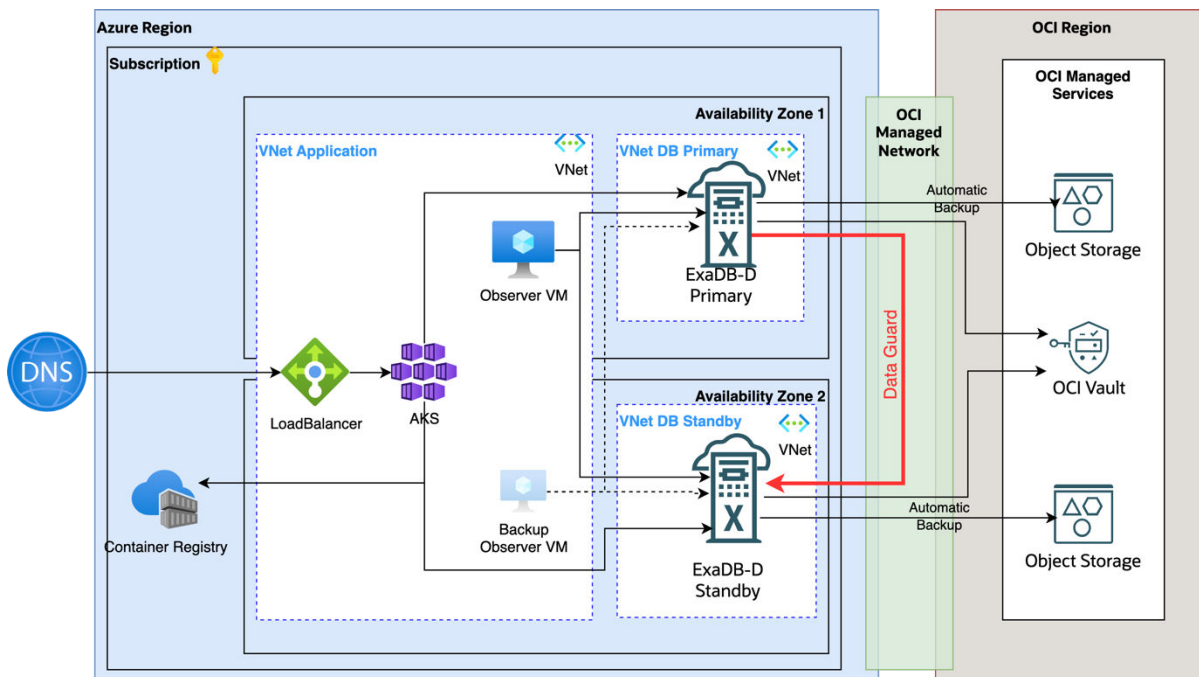 Azure Region
OCI Region
Subscription
OCI Managed
Services
Availability Zone 1
OCI
Managed
Network
VNet Application
VNet
VNet DB Primary
VNet
Automatic
Backup
Object Storage
Observer VM
ExaDB-D
Primary
Data Guard
DNS
LoadBalancer
AKS
OCI Vault
Availability Zone 2
VNet DB Standby
VNet
X
X
Container Registry
Backup
Observer VM
Automatic
Backup
Object Storage
ExaDB-D
Standby